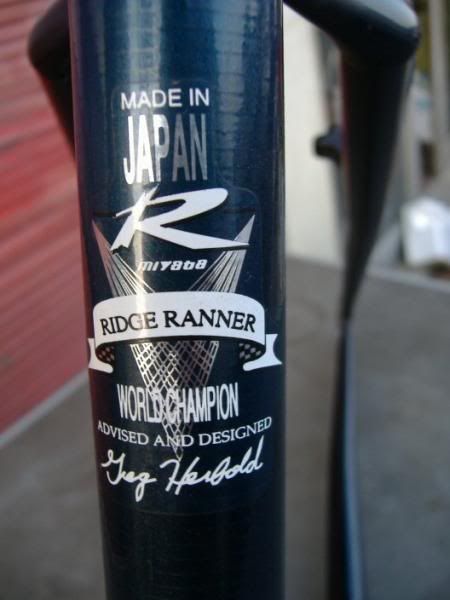 MADE IN
JAPAN
R
miyata
RIDGE RANNER
WORLD CHAMPION
ADVISED AND DESIGNED
Greg Herbold